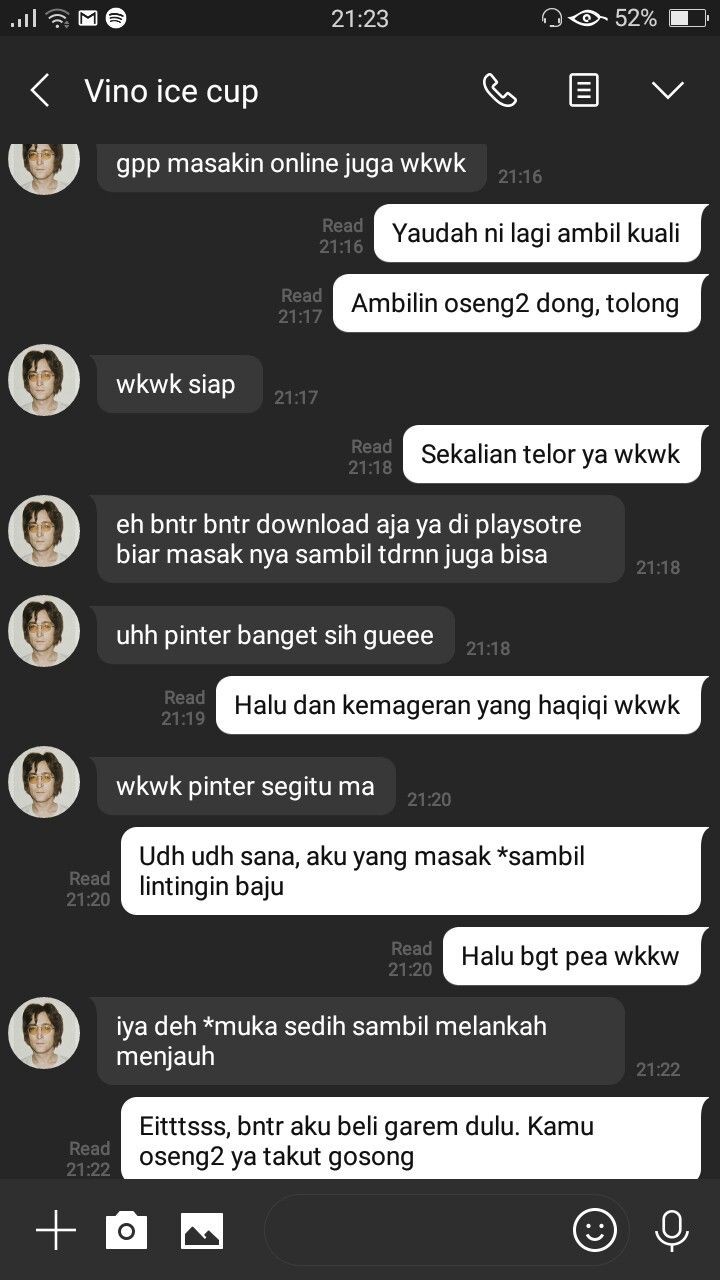 21:23
52%
Vino ice cup
gpp masakin online juga wkwk
21:16
Read
21:16
Yaudah ni lagi ambil kuali
Read
21:17
Ambilin oseng2 dong, tolong
wkwk siap
21:17
Read
21:18
Sekalian telor ya wkwk
eh bntr bntr download aja ya di playsotre
biar masak nya sambil tdrnn juga bisa
21:18
uhh pinter banget sih gueee
21:18
Read
21:19
Halu dan kemageran yang haqiqi wkwk
wkwk pinter segitu ma
21:20
Read
21:20
Udh udh sana, aku yang masak *sambil
lintingin baju
Read
21:20
Halu bgt pea wkkw
iya deh *muka sedih sambil melankah
menjauh
21:22
Read
21:22
Eitttsss, bntr aku beli garem dulu. Kamu
oseng2 ya takut gosong